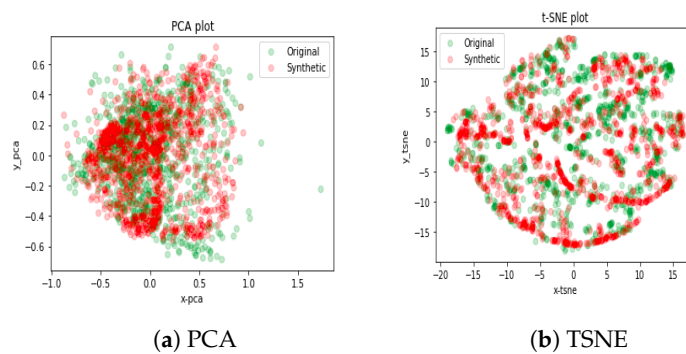 PCA plot
Original
Synthetic
0.6
0.4
0.2
0.0
−0.2
−0.4
−0.6
y_pca
−1.0 −0.5 0.0 0.5 1.0 1.5
x-pca
(a) PCA
t-SNE plot
Original
Synthetic
15
10
5
0
−5
−10
−15
y_tsne
−20 −15 −10 −5 0 5 10 15
x-tsne
(b) TSNE